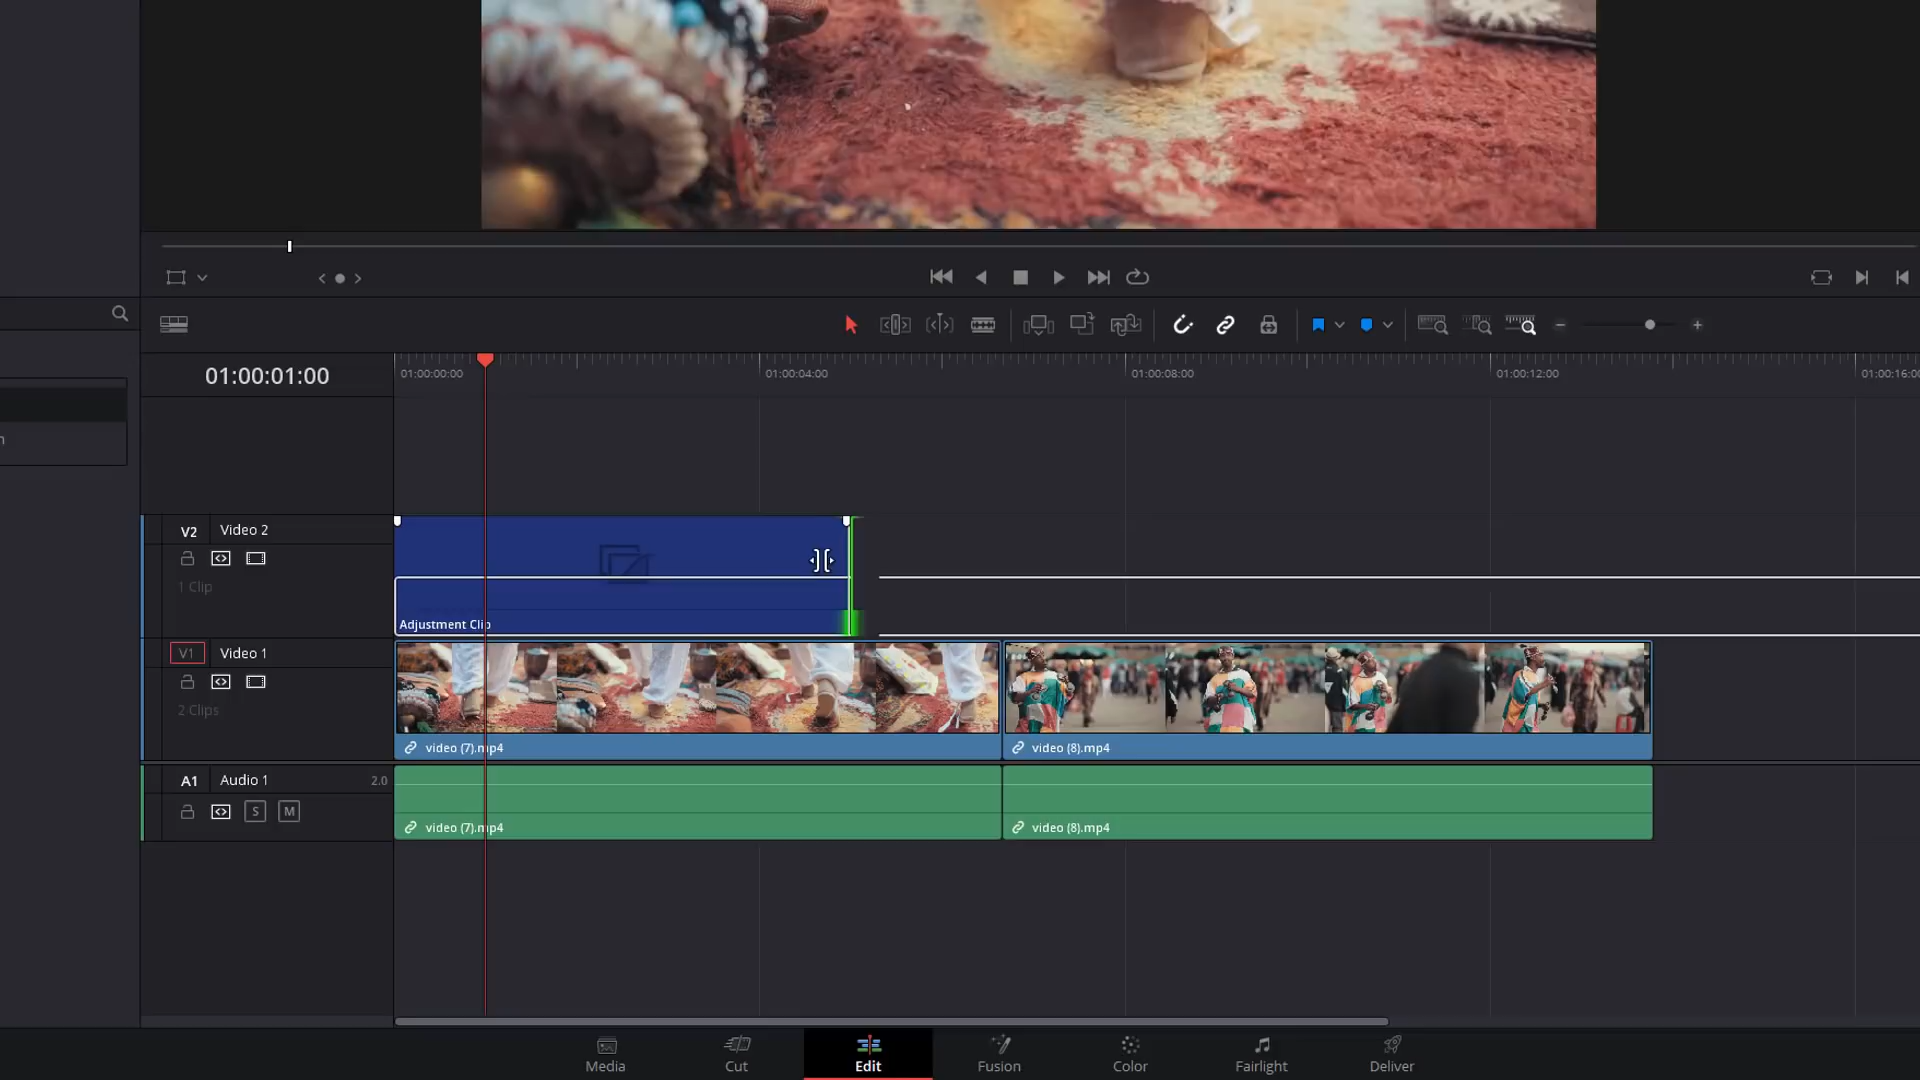 01:00:01:00
01:00:00:00
01:00:04:00
01:00:08:00
01:00:12:00
01:00:16:00
n
V2 Video 2
1 Clip
Adjustment Clip
V1 Video 1
2 Clips
video (7).mp4
video (8).mp4
A1 Audio 1 2.0
S M
video (7).mp4
video (8).mp4
Media
Cut
Edit
Fusion
Color
Fairlight
Deliver